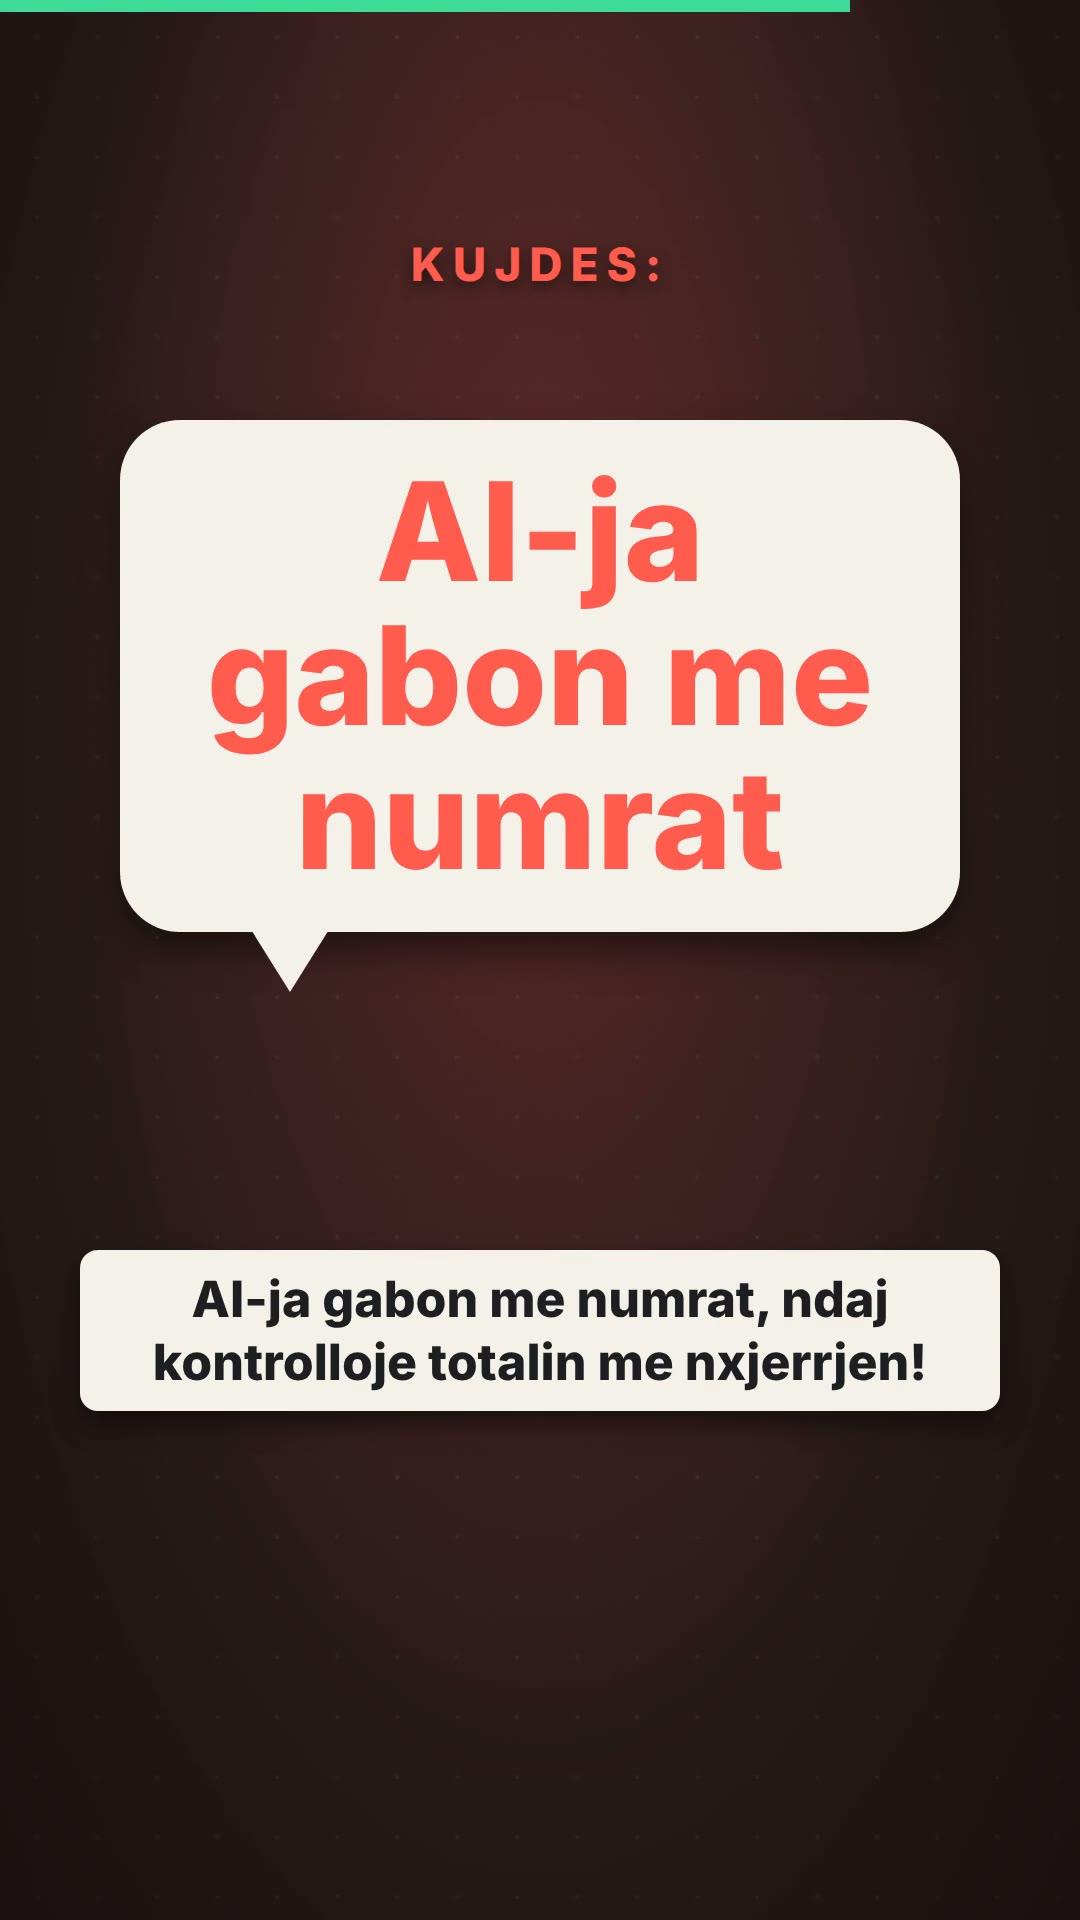 KUJDES:
AI-ja
gabon me
numrat
AI-ja gabon me numrat, ndaj
kontrolloje totalin me nxjerrjen!